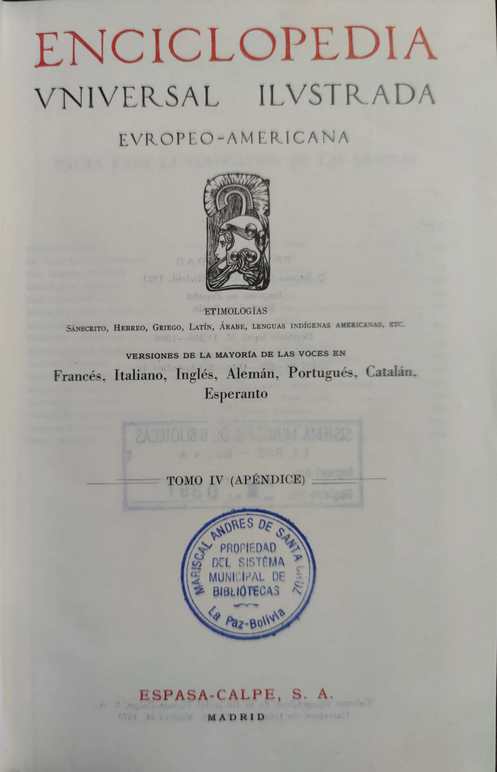 ENCICLOPEDIA
VNIVERSAL ILVSTRADA
EVROPEO-AMERICANA
ETIMOLOGÍAS
SÁNSCRITO, HEBREO, GRIEGO, LATÍN, ÁRABE, LENGUAS INDÍGENAS AMERICANAS, ETC.
VERSIONES DE LA MAYORÍA DE LAS VOCES EN
Francés, Italiano, Inglés, Alemán, Portugués, Catalán,
Esperanto
TOMO IV (APÉNDICE)
MARISCAL ANDRES DE SANTA CRUZ
PROPIEDAD
DEL SISTEMA
MUNICIPAL DE
BIBLIOTECAS
La Paz-Bolivia
ESPASA-CALPE, S. A.
MADRID